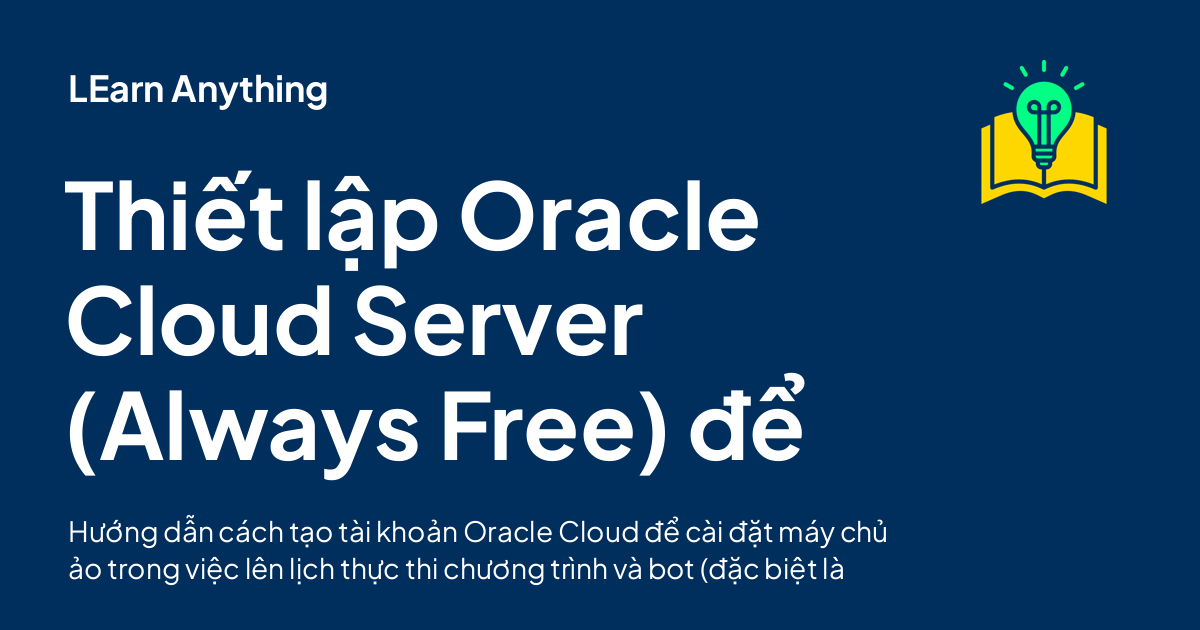 LEarn Anything
Thiết lập Oracle
Cloud Server
(Always Free) để
Hướng dẫn cách tạo tài khoản Oracle Cloud để cài đặt máy chủ
ảo trong việc lên lịch thực thi chương trình và bot (đặc biệt là